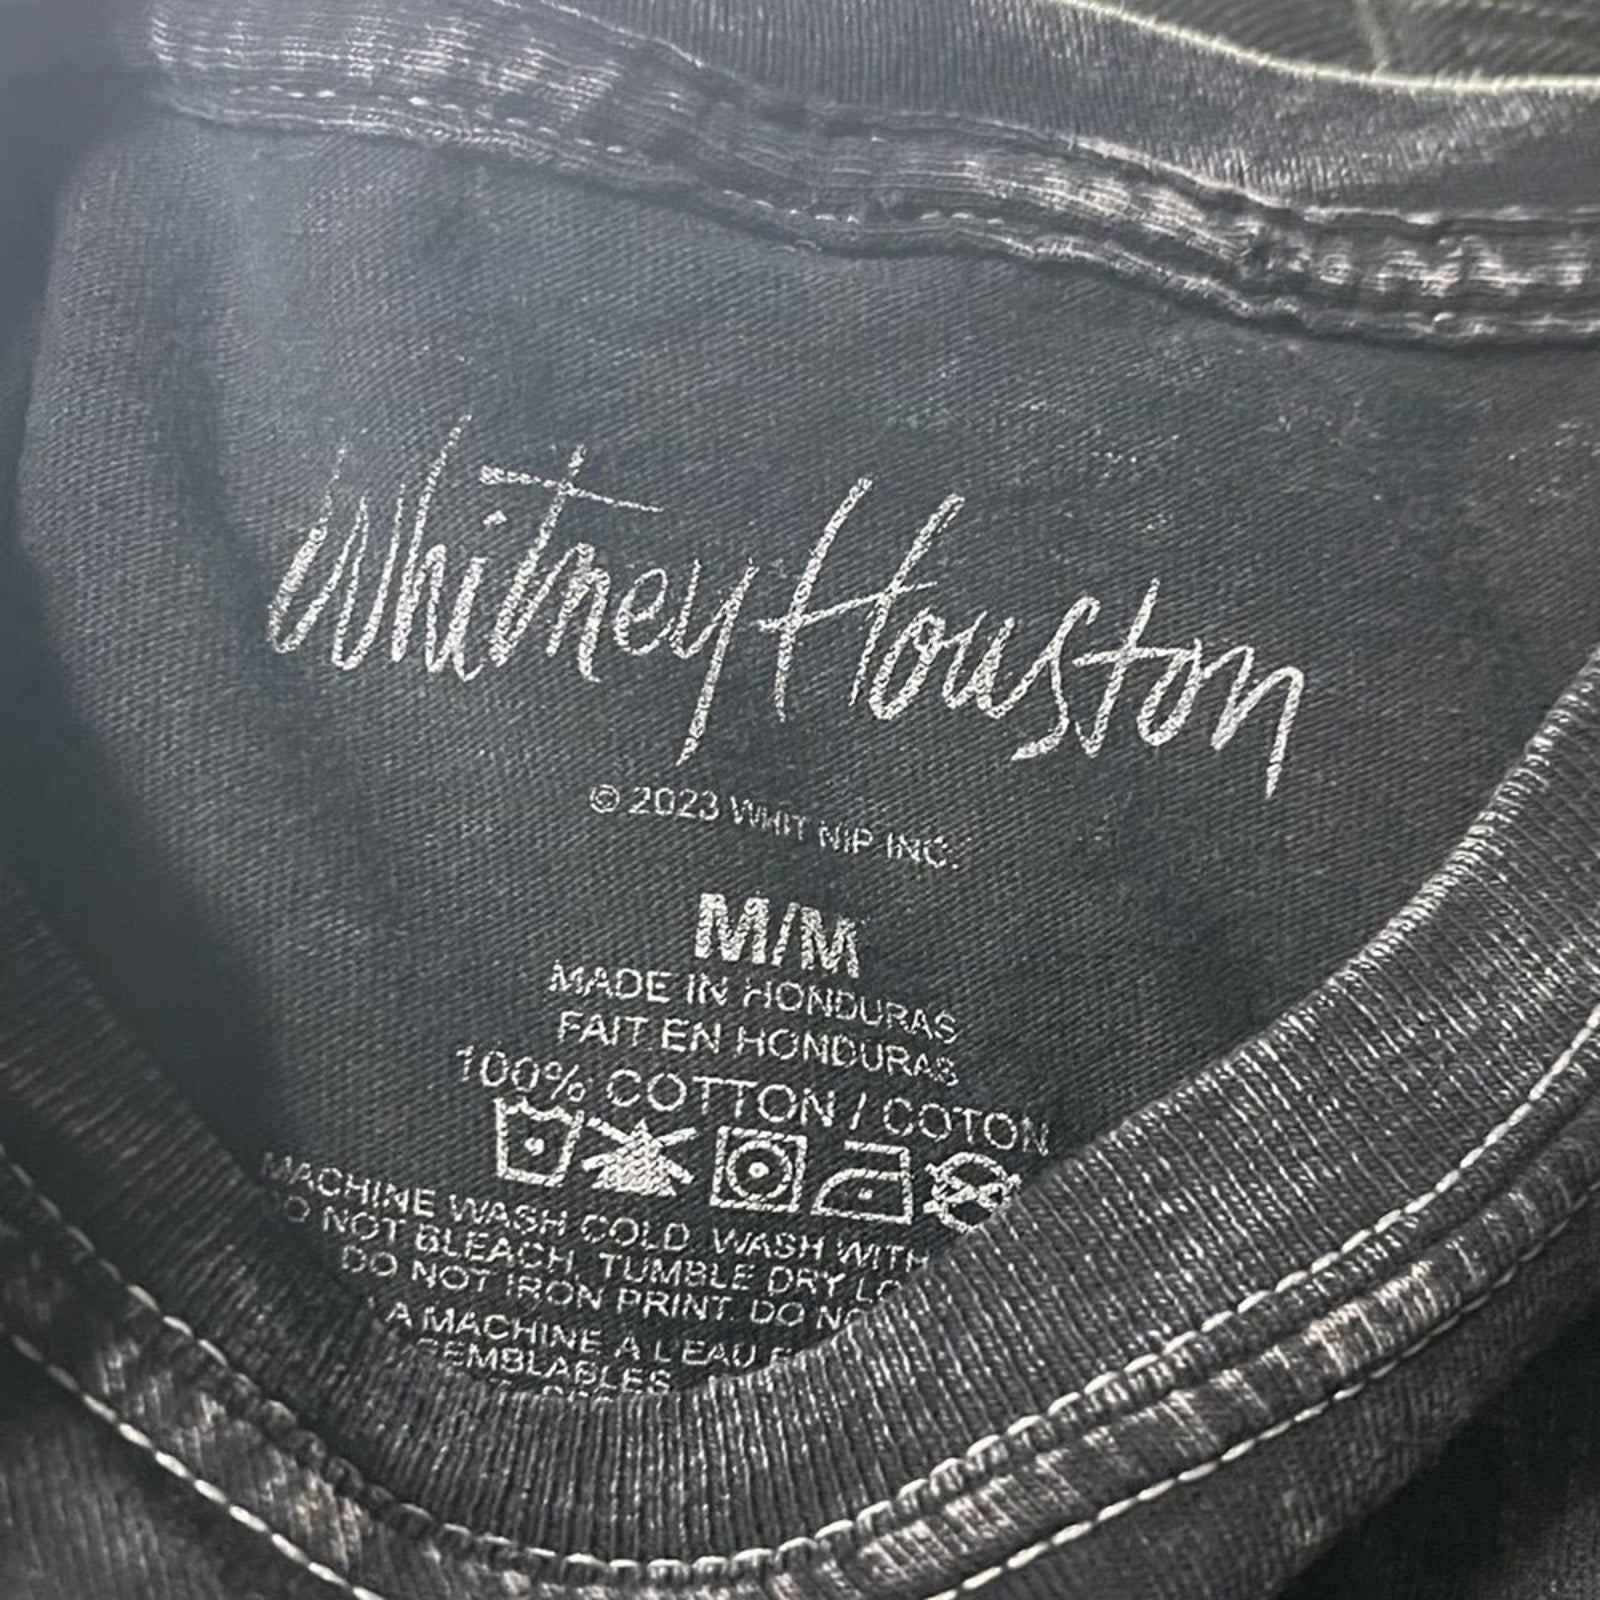 Whitney Houston
© 2023 WHIT NIP INC.
M/M
MADE IN HONDURAS
FAIT EN HONDURAS
100% COTTON / COTON
MACHINE WASH COLD. WASH WITH
DO NOT BLEACH. TUMBLE DRY
DO NOT IRON PRINT. DO
A MACHINE A L'EAU
SEMBLABLES